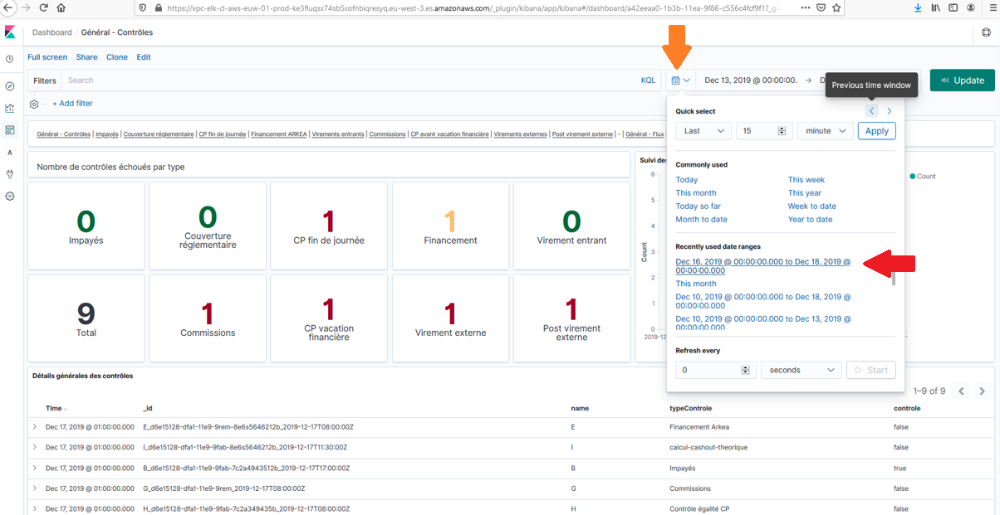 https://vpc-elk-d-aws-euw-01-prod-ke3fluqsx74sb5xofnbiqresyq.eu-west-3.es.amazonaws.com/_plugin/kibana/app/kibana#/dashboard/a42eeaa0-1b3b-11ea-9f86-c556c4fcf9f1?_g=
Dashboard / Général - Contrôles
Full screen Share Clone Edit
Filters Search KQL Dec 13, 2019 @ 00:00:00. → D Update
Previous time window
+ Add filter
Quick select
Last 15 minute Apply
Général - Contrôles | Impayés | Couverture réglementaire | CP fin de journée | Financement ARKEA | Virements entrants | Commissions | CP avant vacation financière | Virements externes | Post virement externe | - | Général - Flux
Commonly used
Today This week
This month This year
Today so far Week to date
Month to date Year to date
Recently used date ranges
Dec 16, 2019 @ 00:00:00.000 to Dec 18, 2019 @
00:00:00.000
This month
Dec 10, 2019 @ 00:00:00.000 to Dec 18, 2019 @
00:00:00.000
Dec 10, 2019 @ 00:00:00.000 to Dec 13, 2019 @
00:00:00.000
Refresh every
0 seconds Start
Nombre de contrôles échoués par type
0
Impayés
0
Couverture
réglementaire
1
CP fin de journée
1
Financement
0
Virement entrant
9
Total
1
Commissions
1
CP vacation
financière
1
Virement externe
1
Post virement
externe
Suivi des
Count
6
5
4
3
2
1
0
2019-12
Count
A
Détails générales des contrôles
1–9 of 9
Time _id name typeControle controle
Dec 17, 2019 @ 01:00:00.000 E_d6e15128-dfa1-11e9-9rem-8e6s5646212b_2019-12-17T08:00:00Z E Financement Arkea false
Dec 17, 2019 @ 01:00:00.000 I_d6e15128-dfa1-11e9-9fab-8e6s5646212b_2019-12-17T11:30:00Z I calcul-cashout-theorique false
Dec 17, 2019 @ 01:00:00.000 B_d6e15128-dfa1-11e9-9fab-7c2a4943512b_2019-12-17T17:00:00Z B Impayés true
Dec 17, 2019 @ 01:00:00.000 G_d6e15128-dfa1-11e9-9rem_2019-12-17T08:00:00Z G Commissions false
Dec 17, 2019 @ 01:00:00.000 H_d6e15128-dfa1-11e9-9fab-7c2a349435b_2019-12-17T08:00:00Z H Contrôle égalité CP false